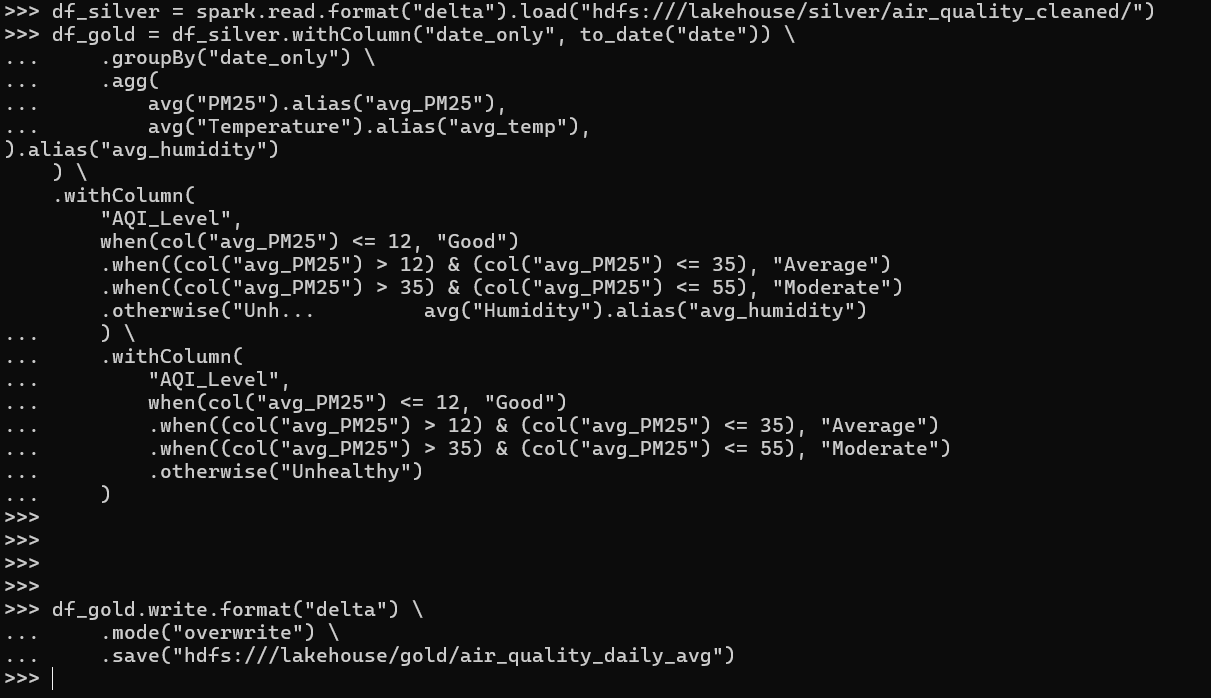 >>> df_silver = spark.read.format("delta").load("hdfs:///lakehouse/silver/air_quality_cleaned/")
>>> df_gold = df_silver.withColumn("date_only", to_date("date")) \
...     .groupBy("date_only") \
...     .agg(
...         avg("PM25").alias("avg_PM25"),
...         avg("Temperature").alias("avg_temp"),
).alias("avg_humidity")
    ) \
    .withColumn(
        "AQI_Level",
        when(col("avg_PM25") <= 12, "Good")
        .when((col("avg_PM25") > 12) & (col("avg_PM25") <= 35), "Average")
        .when((col("avg_PM25") > 35) & (col("avg_PM25") <= 55), "Moderate")
        .otherwise("Unh...         avg("Humidity").alias("avg_humidity")
...     ) \
...     .withColumn(
...         "AQI_Level",
...         when(col("avg_PM25") <= 12, "Good")
...         .when((col("avg_PM25") > 12) & (col("avg_PM25") <= 35), "Average")
...         .when((col("avg_PM25") > 35) & (col("avg_PM25") <= 55), "Moderate")
...         .otherwise("Unhealthy")
...     )
>>>
>>>
>>>
>>>
>>> df_gold.write.format("delta") \
...     .mode("overwrite") \
...     .save("hdfs:///lakehouse/gold/air_quality_daily_avg")
>>>